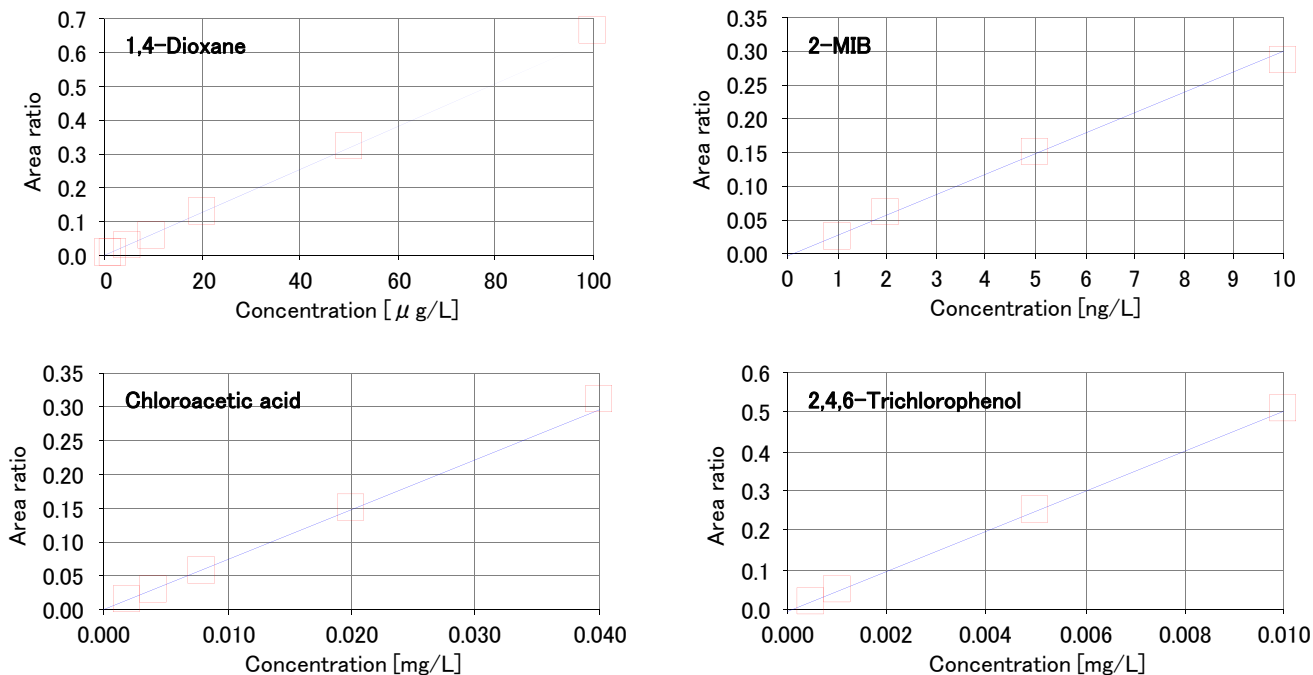 1,4-Dioxane
Area ratio
0.7
0.6
0.5
0.4
0.3
0.2
0.1
0.0
0 20 40 60 80 100
Concentration [μg/L]
2-MIB
Area ratio
0.35
0.30
0.25
0.20
0.15
0.10
0.05
0.00
0 1 2 3 4 5 6 7 8 9 10
Concentration [ng/L]
Chloroacetic acid
Area ratio
0.35
0.30
0.25
0.20
0.15
0.10
0.05
0.00
0.000 0.010 0.020 0.030 0.040
Concentration [mg/L]
2,4,6-Trichlorophenol
Area ratio
0.6
0.5
0.4
0.3
0.2
0.1
0.0
0.000 0.002 0.004 0.006 0.008 0.010
Concentration [mg/L]